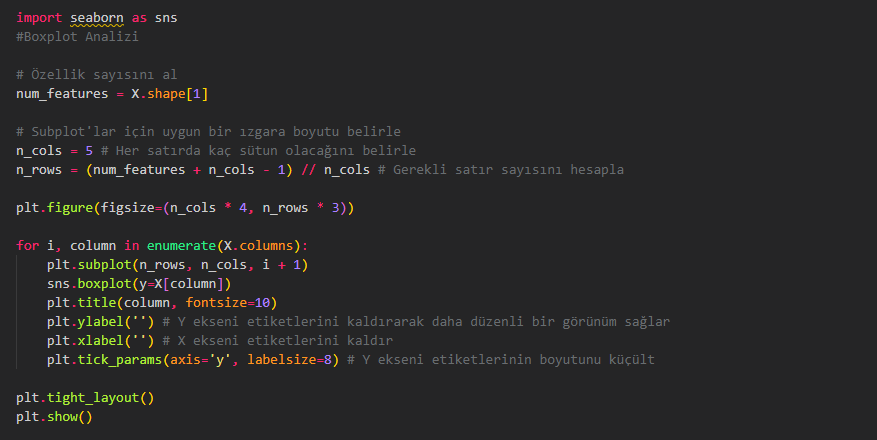 import seaborn as sns
#Boxplot Analizi
# Özellik sayısını al
num_features = X.shape[1]
# Subplot'lar için uygun bir ızgara boyutu belirle
n_cols = 5 # Her satırda kaç sütun olacağını belirle
n_rows = (num_features + n_cols - 1) // n_cols # Gerekli satır sayısını hesapla
plt.figure(figsize=(n_cols * 4, n_rows * 3))
for i, column in enumerate(X.columns):
    plt.subplot(n_rows, n_cols, i + 1)
    sns.boxplot(y=X[column])
    plt.title(column, fontsize=10)
    plt.ylabel('') # Y ekseni etiketlerini kaldırarak daha düzenli bir görünüm sağlar
    plt.xlabel('') # X ekseni etiketlerini kaldır
    plt.tick_params(axis='y', labelsize=8) # Y ekseni etiketlerinin boyutunu küçült
plt.tight_layout()
plt.show()